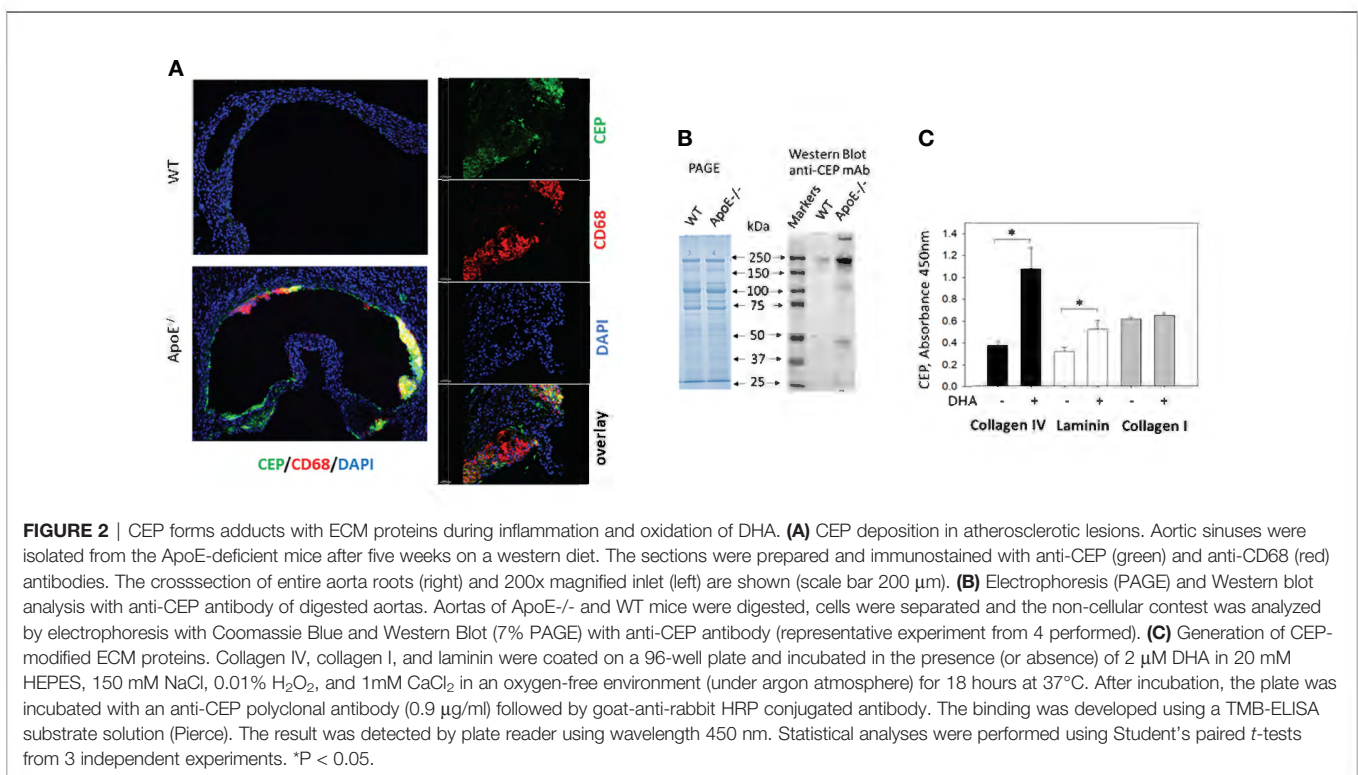 A
WT
ApoE-/-
CEP/CD68/DAPI
CEP
CD68
DAPI
overlay
B
PAGE
WT
ApoE-/-
3
4
kDa
250
150
100
75
50
37
25
Western Blot
anti-CEP mAb
Markers
WT
ApoE-/-
C
CEP, Absorbance 450nm
1.4
1.2
1.0
0.8
0.6
0.4
0.2
0.0
*
*
DHA - + - + - +
Collagen IV Laminin Collagen I
FIGURE 2 | CEP forms adducts with ECM proteins during inflammation and oxidation of DHA. (A) CEP deposition in atherosclerotic lesions. Aortic sinuses were
isolated from the ApoE-deficient mice after five weeks on a western diet. The sections were prepared and immunostained with anti-CEP (green) and anti-CD68 (red)
antibodies. The crosssection of entire aorta roots (right) and 200x magnified inlet (left) are shown (scale bar 200 μm). (B) Electrophoresis (PAGE) and Western blot
analysis with anti-CEP antibody of digested aortas. Aortas of ApoE-/- and WT mice were digested, cells were separated and the non-cellular contest was analyzed
by electrophoresis with Coomassie Blue and Western Blot (7% PAGE) with anti-CEP antibody (representative experiment from 4 performed). (C) Generation of CEP-
modified ECM proteins. Collagen IV, collagen I, and laminin were coated on a 96-well plate and incubated in the presence (or absence) of 2 μM DHA in 20 mM
HEPES, 150 mM NaCl, 0.01% H₂O₂, and 1mM CaCl₂ in an oxygen-free environment (under argon atmosphere) for 18 hours at 37°C. After incubation, the plate was
incubated with an anti-CEP polyclonal antibody (0.9 μg/ml) followed by goat-anti-rabbit HRP conjugated antibody. The binding was developed using a TMB-ELISA
substrate solution (Pierce). The result was detected by plate reader using wavelength 450 nm. Statistical analyses were performed using Student's paired t-tests
from 3 independent experiments. *P < 0.05.